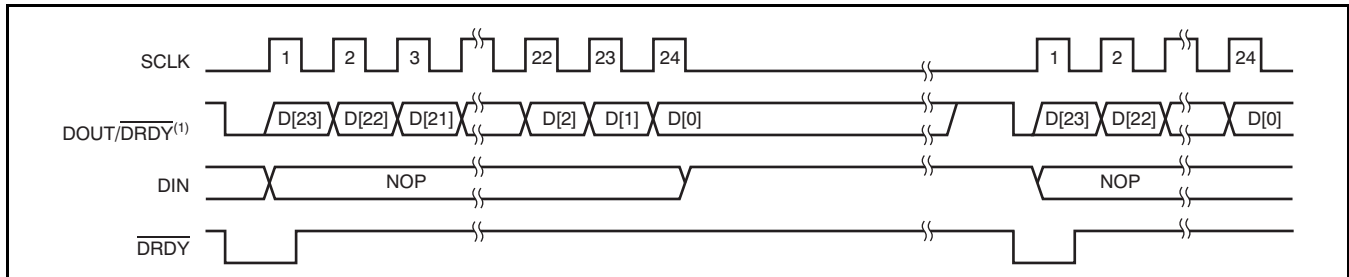 SCLK 1 2 3 22 23 24 1 2 24
DOUT/DRDY(1) D[23] D[22] D[21] D[2] D[1] D[0] D[23] D[22] D[0]
DIN NOP NOP
DRDY